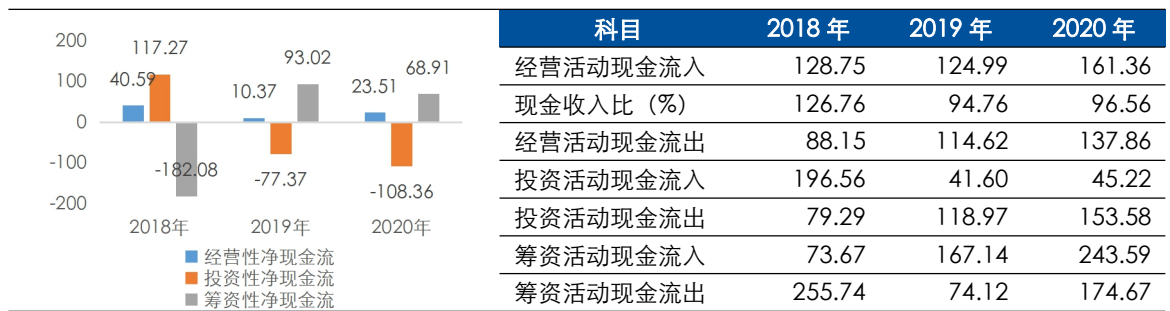 200
100
0
-100
-200
117.27
40.59
-182.08
10.37
93.02
-77.37
23.51
68.91
-108.36
2018年 2019年 2020年
经营性净现金流
投资性净现金流
筹资性净现金流
科目 2018 年 2019 年 2020 年
经营活动现金流入 128.75 124.99 161.36
现金收入比（%） 126.76 94.76 96.56
经营活动现金流出 88.15 114.62 137.86
投资活动现金流入 196.56 41.60 45.22
投资活动现金流出 79.29 118.97 153.58
筹资活动现金流入 73.67 167.14 243.59
筹资活动现金流出 255.74 74.12 174.67